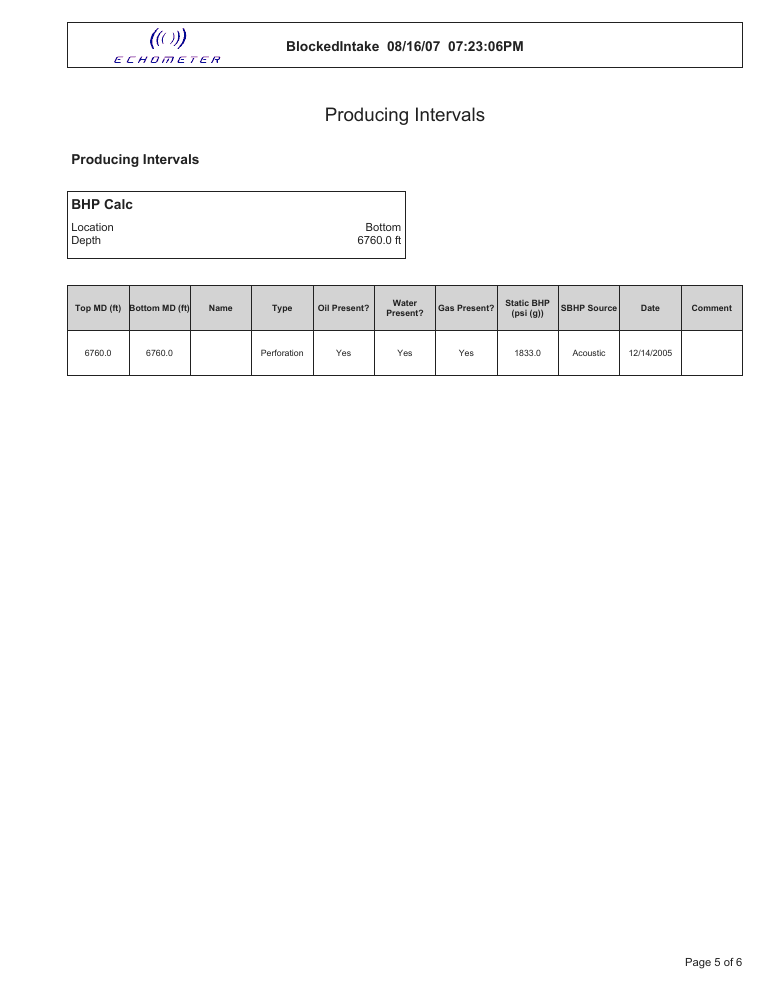 ECHOMETER
BlockedIntake 08/16/07 07:23:06PM
Producing Intervals
Producing Intervals
BHP Calc
Location Bottom
Depth 6760.0 ft
Top MD (ft) Bottom MD (ft) Name Type Oil Present? Water Present? Gas Present? Static BHP (psi (g)) SBHP Source Date Comment
6760.0 6760.0 Perforation Yes Yes Yes 1833.0 Acoustic 12/14/2005
Page 5 of 6